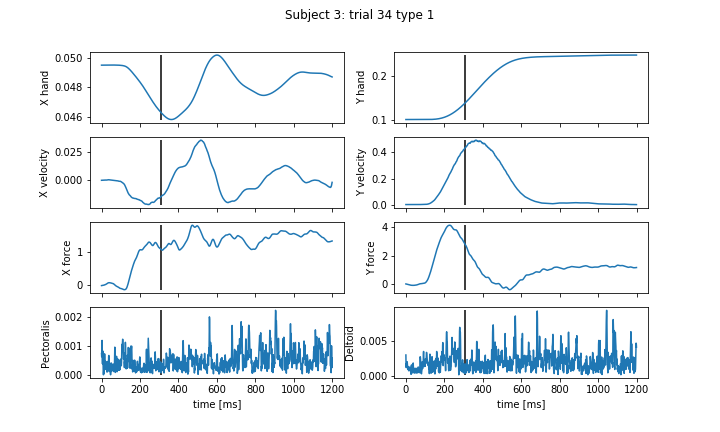 Subject 3: trial 34 type 1
X hand
0.050
0.048
0.046
Y hand
0.2
0.1
X velocity
0.025
0.000
Y velocity
0.4
0.2
0.0
X force
1
0
Y force
4
2
0
Pectoralis
0.002
0.001
0.000
0 200 400 600 800 1000 1200
time [ms]
Deltoid
0.005
0.000
0 200 400 600 800 1000 1200
time [ms]